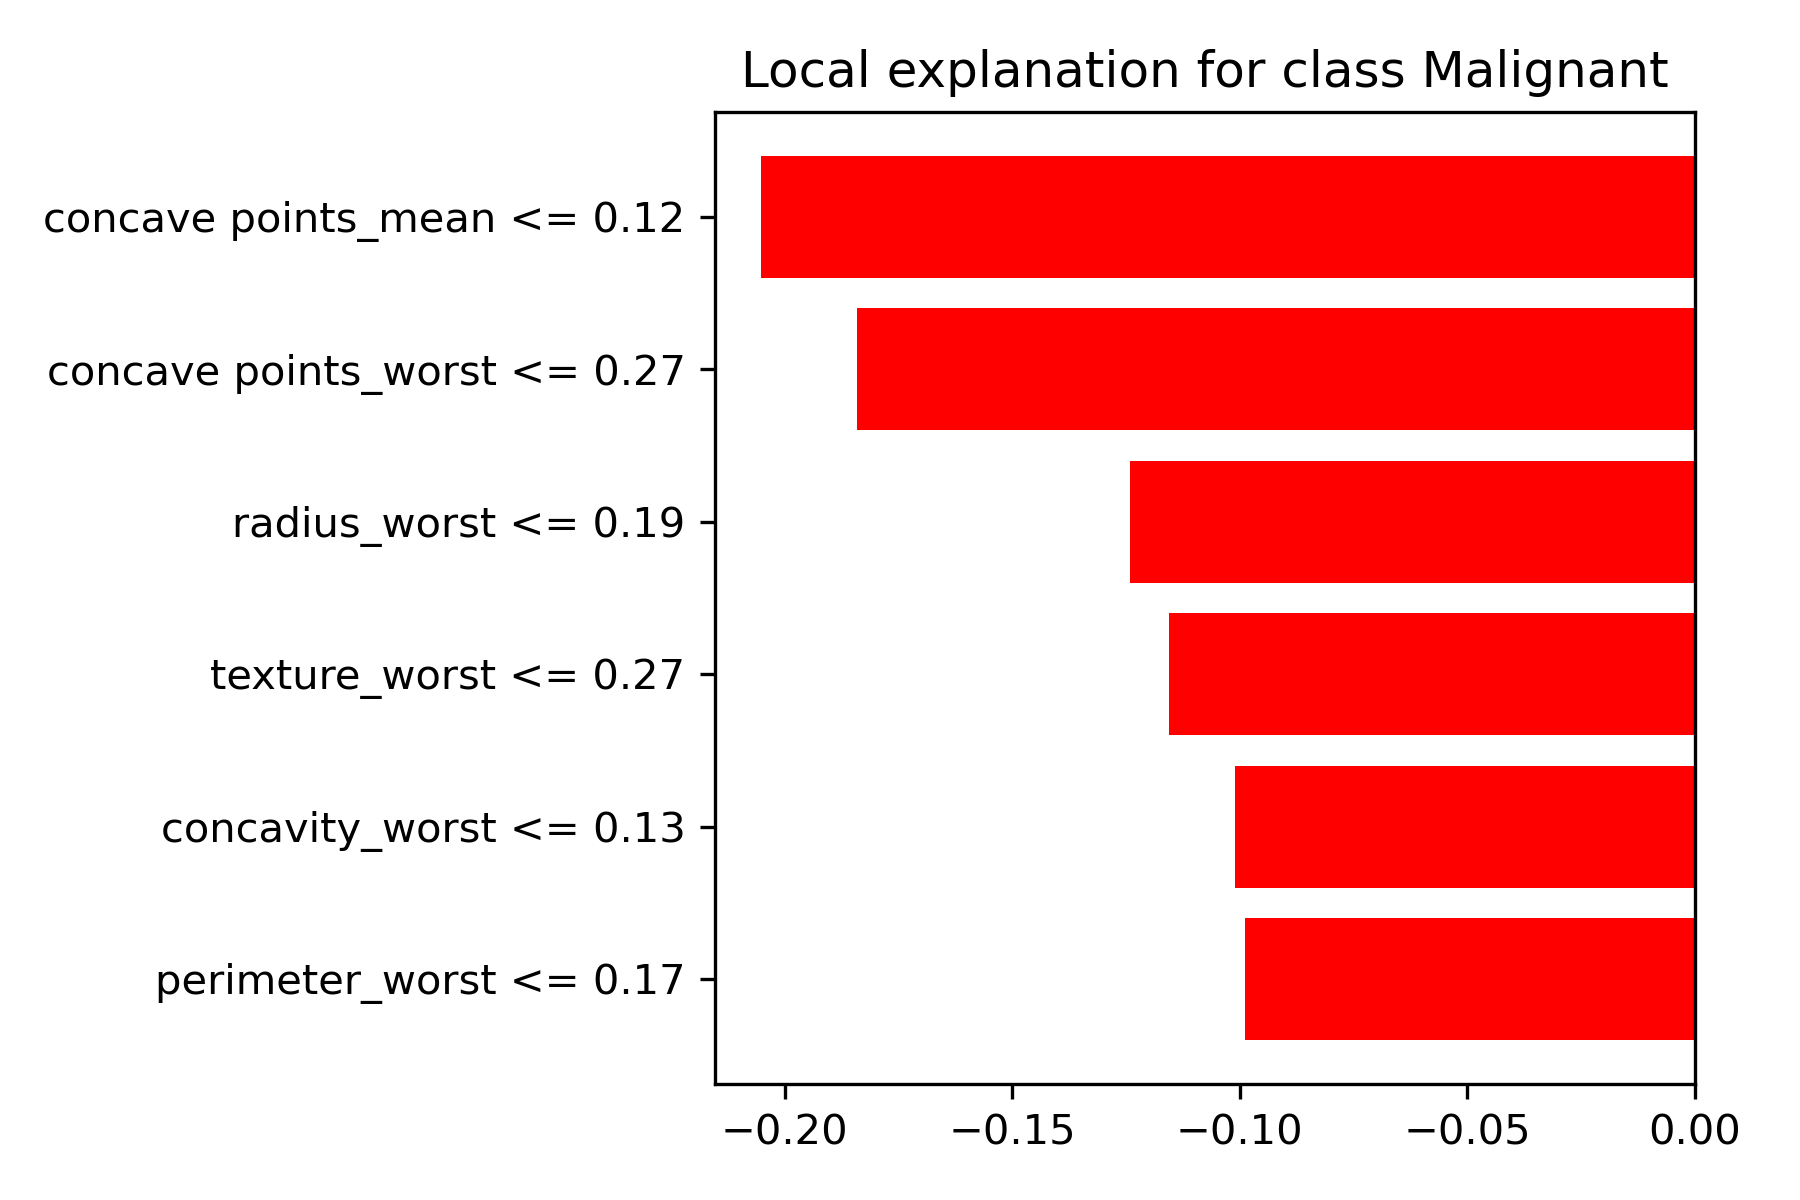 Local explanation for class Malignant
concave points_mean <= 0.12
concave points_worst <= 0.27
radius_worst <= 0.19
texture_worst <= 0.27
concavity_worst <= 0.13
perimeter_worst <= 0.17
−0.20 −0.15 −0.10 −0.05 0.00